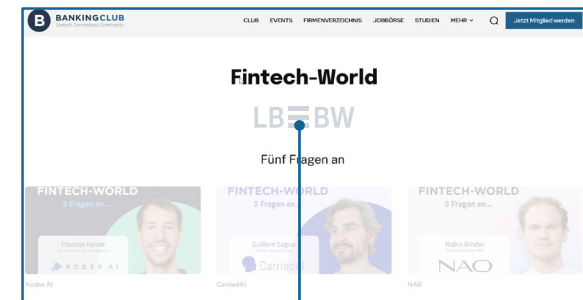 B BANKINGCLUB
Content. Connections. Community.
CLUB EVENTS FIRMENVERZEICHNIS JOBBÖRSE STUDIEN MEHR Jetzt Mitglied werden
Fintech-World
LBBW
Fünf Fragen an
FINTECH-WORLD
5 Fragen an...
Thomas Kaiser
KODEX AI
Kodex AI
FINTECH-WORLD
5 Fragen an...
Guillem Sague
CarriedAI
CarriedAI
FINTECH-WORLD
5 Fragen an...
Robin Binder
NAO
NAO